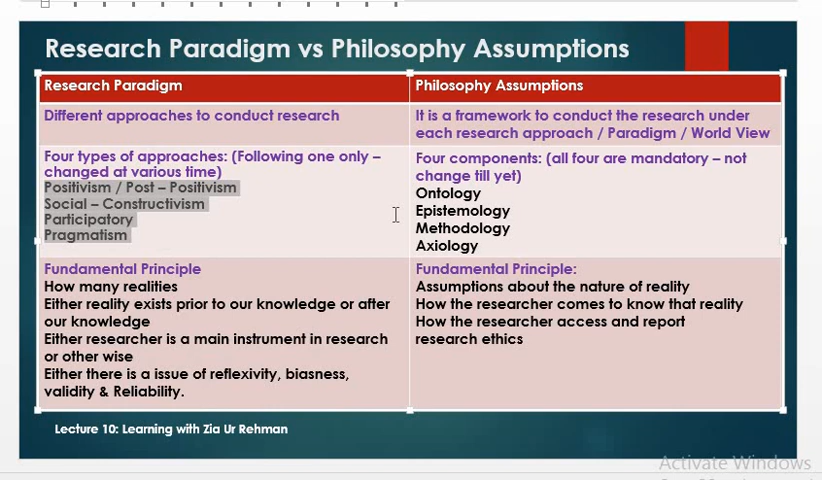 Research Paradigm vs Philosophy Assumptions
Research Paradigm
Different approaches to conduct research
Four types of approaches: (Following one only –
changed at various time)
Positivism / Post – Positivism
Social – Constructivism
Participatory
Pragmatism
Fundamental Principle
How many realities
Either reality exists prior to our knowledge or after
our knowledge
Either researcher is a main instrument in research
or other wise
Either there is a issue of reflexivity, biasness,
validity & Reliability.
Philosophy Assumptions
It is a framework to conduct the research under
each research approach / Paradigm / World View
Four components: (all four are mandatory – not
change till yet)
Ontology
Epistemology
Methodology
Axiology
Fundamental Principle:
Assumptions about the nature of reality
How the researcher comes to know that reality
How the researcher access and report
research ethics
Lecture 10: Learning with Zia Ur Rehman
Activate Windows